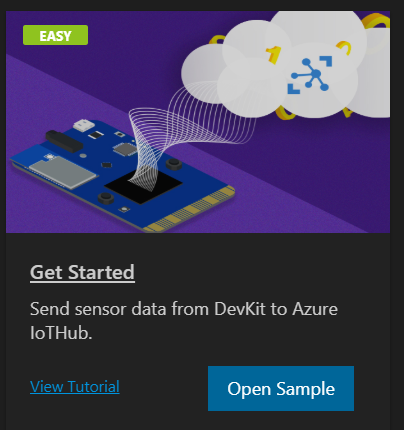 EASY
Get Started
Send sensor data from DevKit to Azure
IoTHub.
View Tutorial
Open Sample